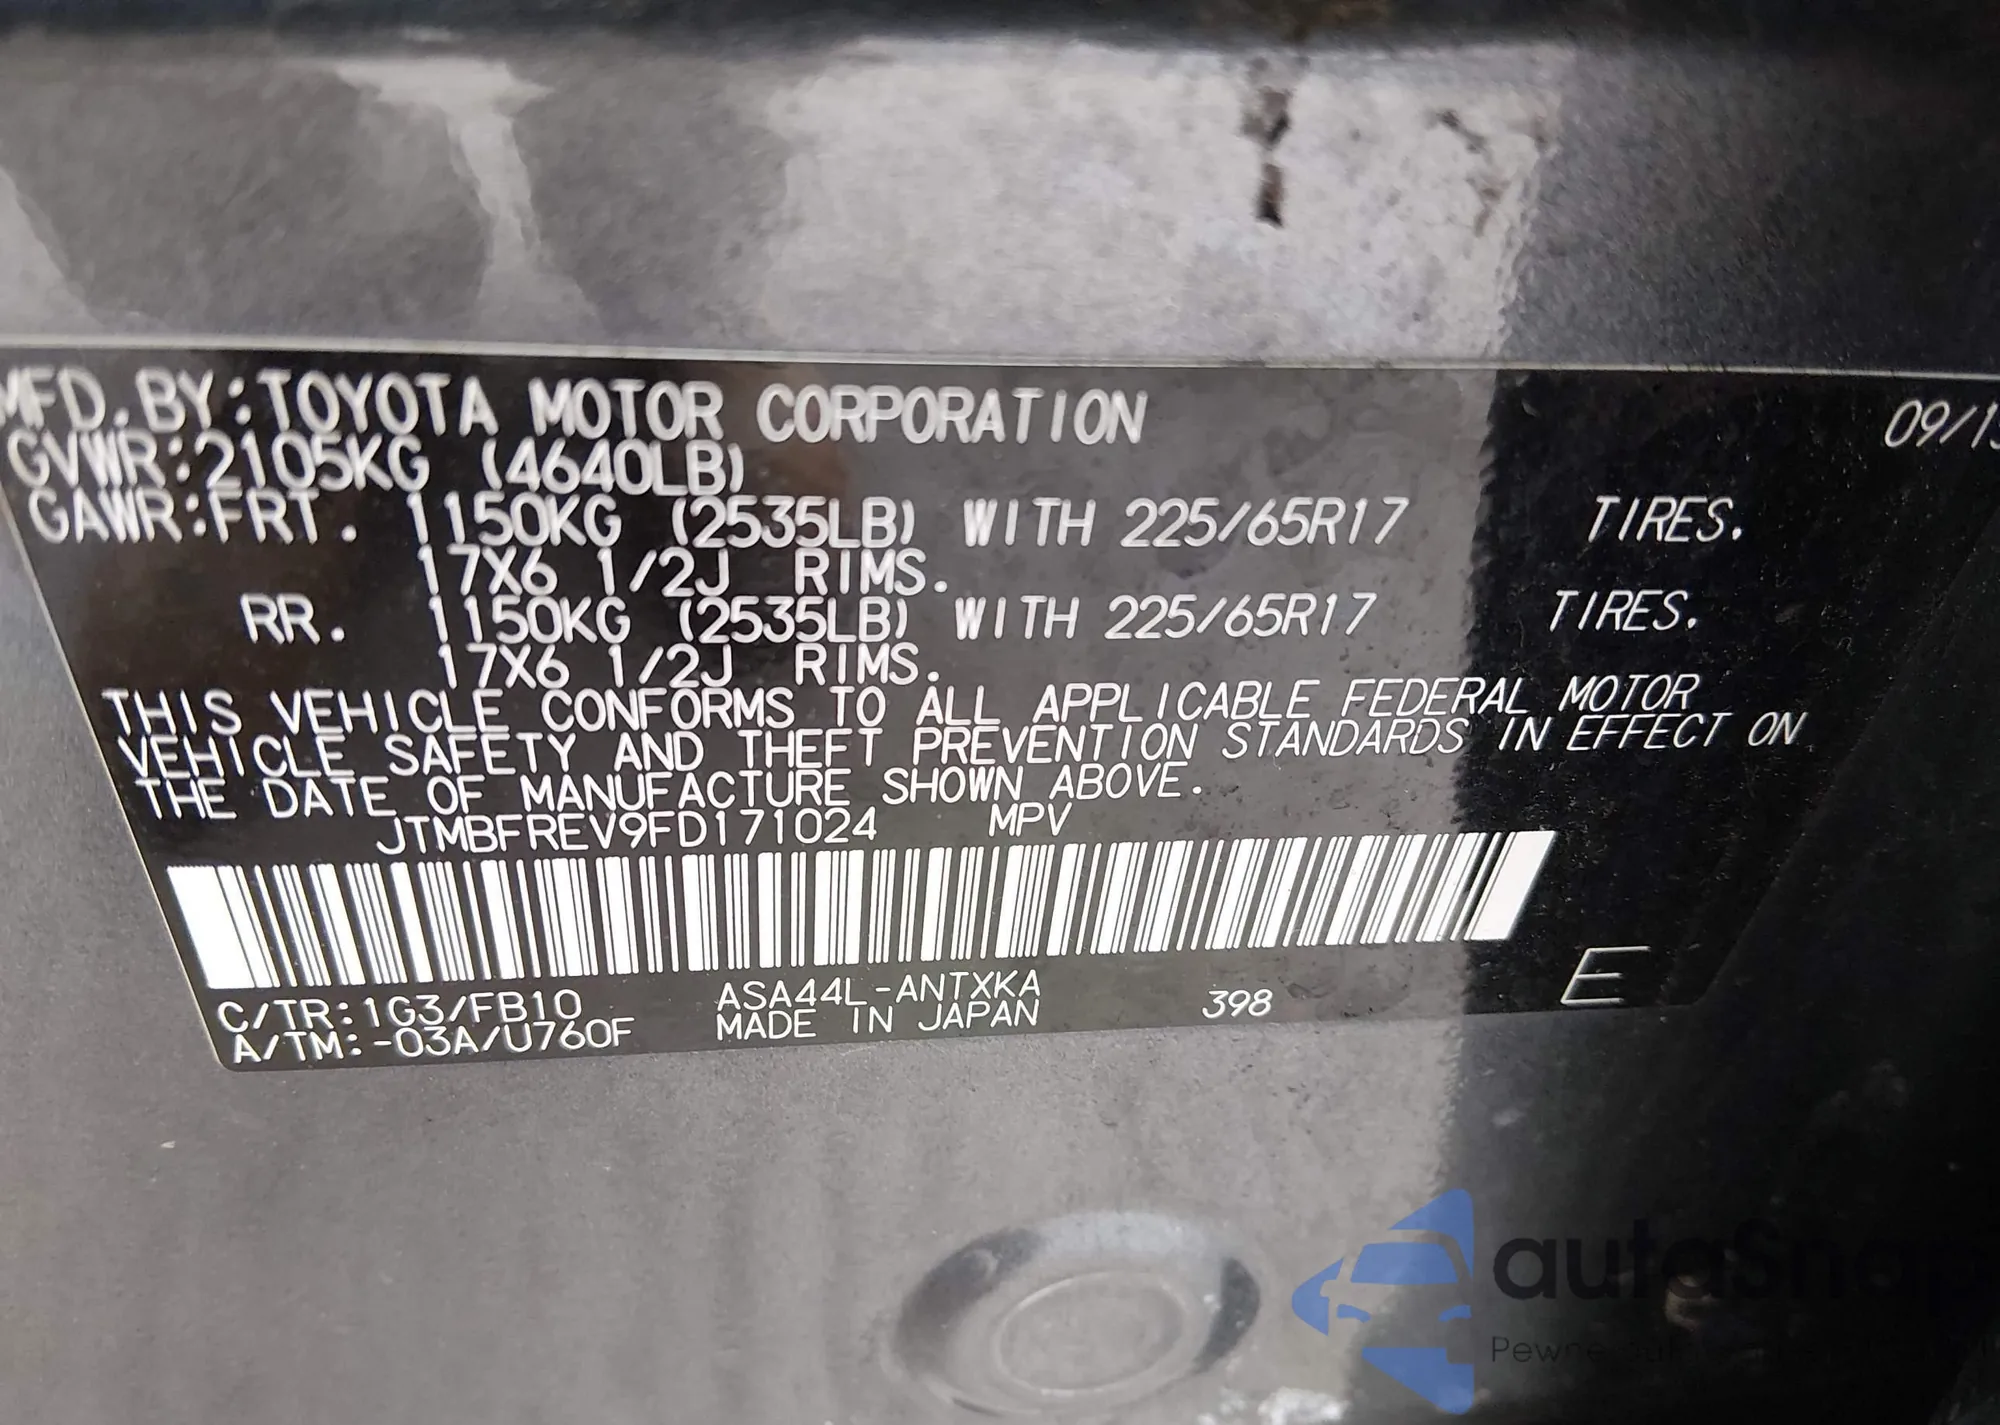 MFD.BY:TOYOTA MOTOR CORPORATION 09/15
GVWR:2105KG (4640LB)
GAWR:FRT. 1150KG (2535LB) WITH 225/65R17 TIRES.
17X6 1/2J RIMS.
RR. 1150KG (2535LB) WITH 225/65R17 TIRES.
17X6 1/2J RIMS.
THIS VEHICLE CONFORMS TO ALL APPLICABLE FEDERAL MOTOR
VEHICLE SAFETY AND THEFT PREVENTION STANDARDS IN EFFECT ON
THE DATE OF MANUFACTURE SHOWN ABOVE.
JTMBFREV9FD171024 MPV
C/TR:1G3/FB10 ASA44L-ANTXKA 398 E
A/TM:-03A/U760F MADE IN JAPAN
autaSnap